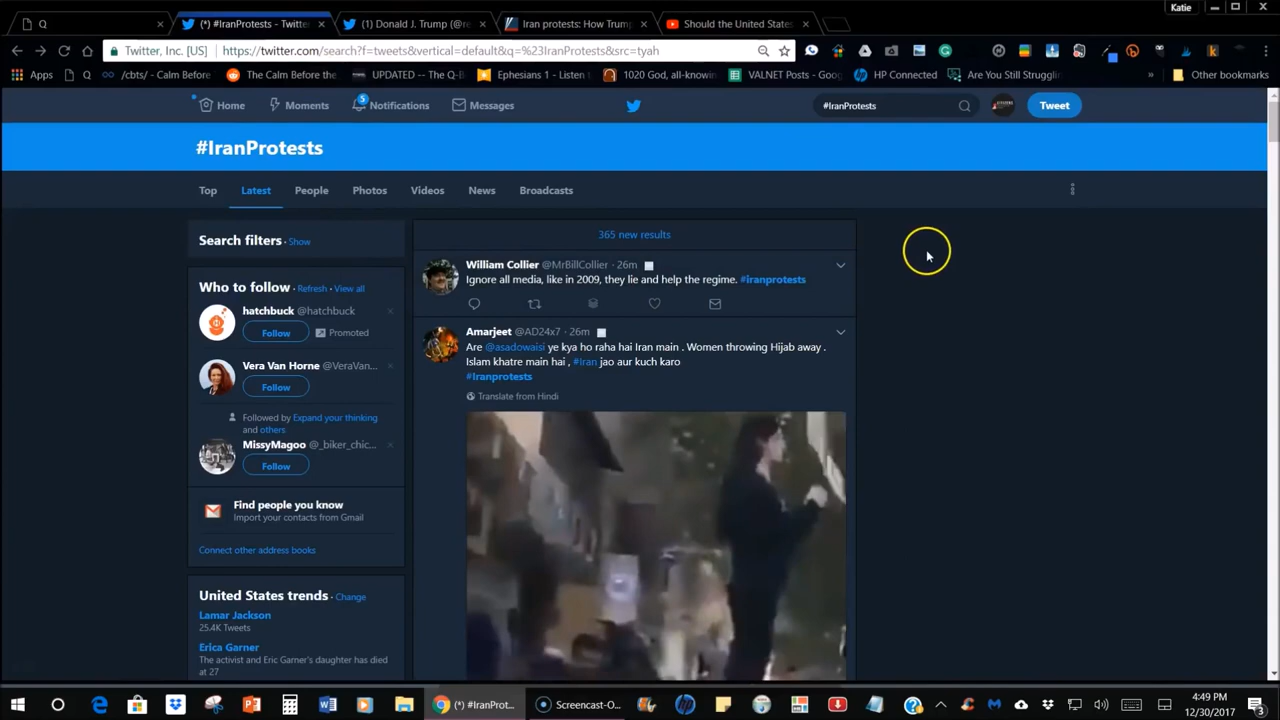 Katie
Q
(*) #IranProtests - Twitte
(1) Donald J. Trump (@re
Iran protests: How Trump
Should the United States
Twitter, Inc. [US]
https://twitter.com/search?f=tweets&vertical=default&q=%23IranProtests&src=tyah
Apps
Q
/cbts/ - Calm Before
The Calm Before the
UPDATED -- The Q-B
Ephesians 1 - Listen t
1020 God, all-knowin
VALNET Posts - Goog
HP Connected
Are You Still Strugglin
»
Other bookmarks
Home
Moments
5
Notifications
Messages
#IranProtests
Tweet
#IranProtests
Top
Latest
People
Photos
Videos
News
Broadcasts
Search filters · Show
Who to follow · Refresh · View all
hatchbuck @hatchbuck
Follow
Promoted
Vera Van Horne @VeraVan...
Follow
Followed by Expand your thinking
and others
MissyMagoo @_biker_chic...
Follow
Find people you know
Import your contacts from Gmail
Connect other address books
United States trends · Change
Lamar Jackson
25.4K Tweets
Erica Garner
The activist and Eric Garner's daughter has died
at 27
365 new results
William Collier @MrBillCollier · 26m
Ignore all media, like in 2009, they lie and help the regime. #iranprotests
Amarjeet @AD24x7 · 26m
Are @asadowaisi ye kya ho raha hai Iran main . Women throwing Hijab away .
Islam khatre main hai , #Iran jao aur kuch karo
#Iranprotests
Translate from Hindi
(*) #IranProt...
Screencast-O...
4:49 PM
12/30/2017